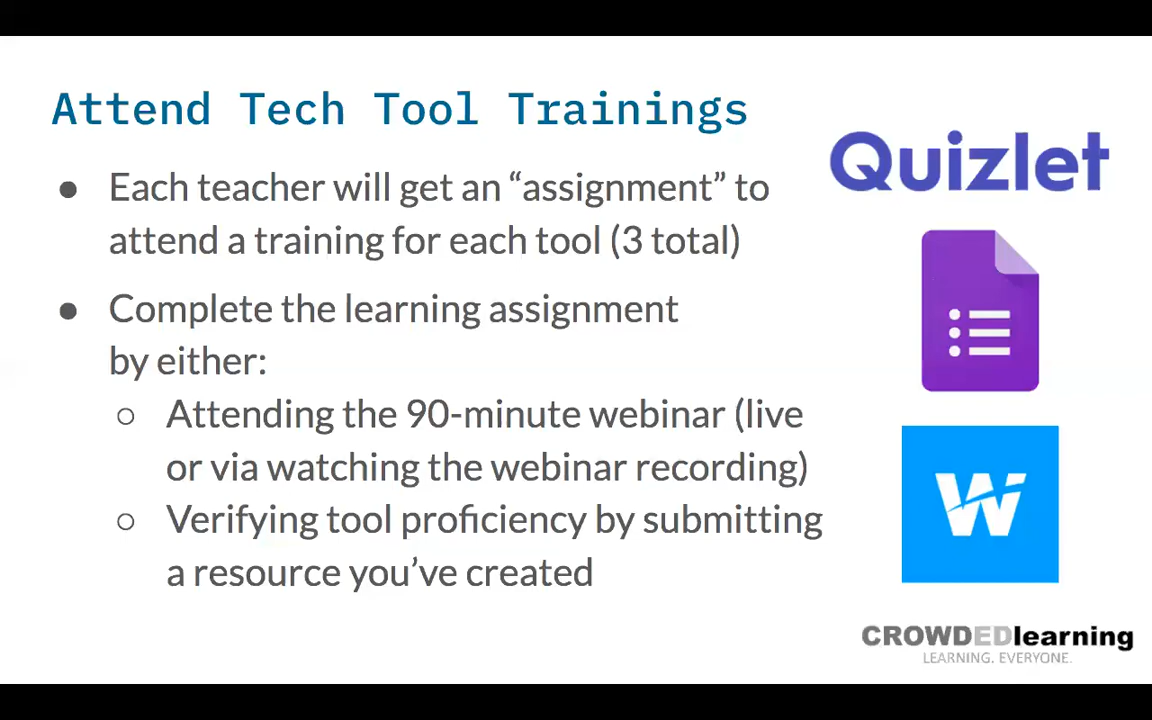 Attend Tech Tool Trainings
● Each teacher will get an “assignment” to
attend a training for each tool (3 total)
● Complete the learning assignment
by either:
○ Attending the 90-minute webinar (live
or via watching the webinar recording)
○ Verifying tool proficiency by submitting
a resource you’ve created
Quizlet
W
CROWDEDlearning
LEARNING. EVERYONE.